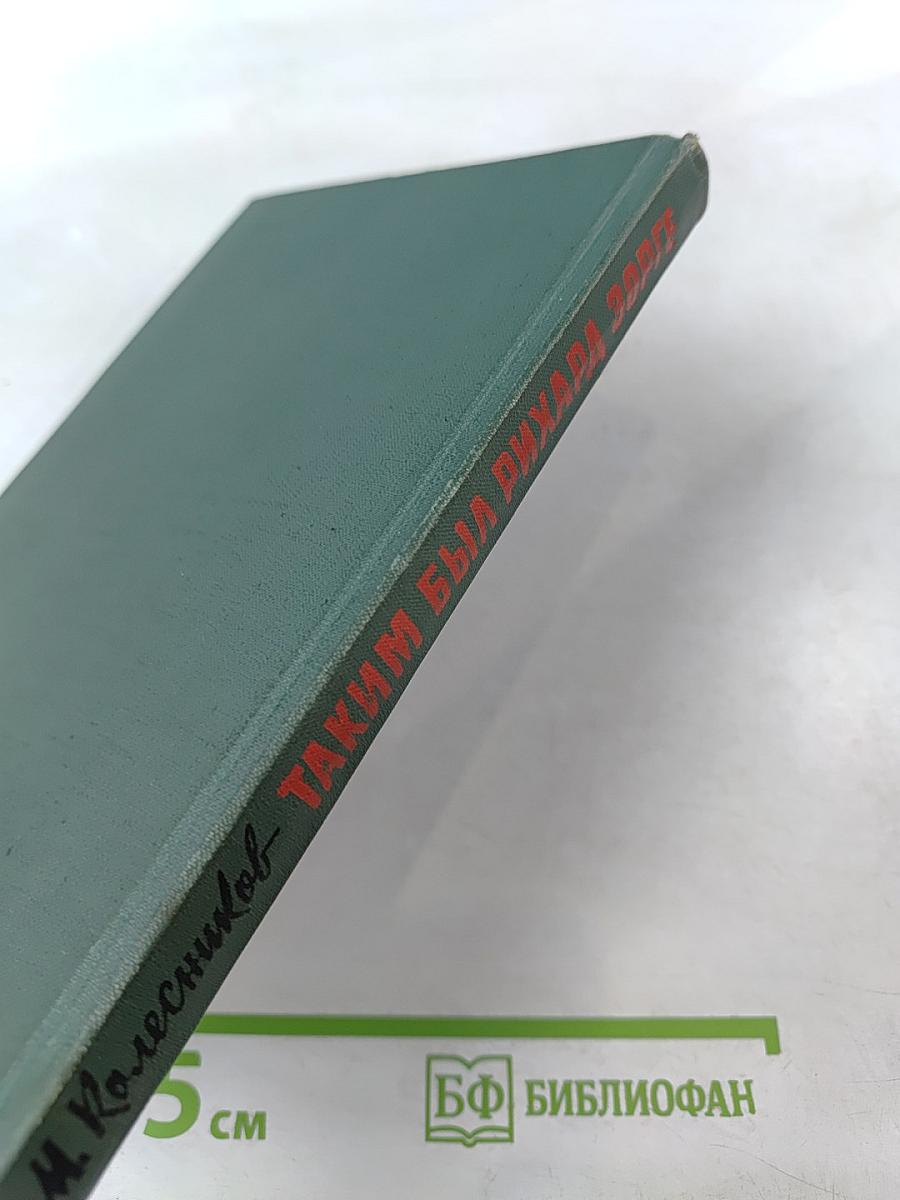 М. Колесников ТАКИМ БЫЛ РИХАРД ЗОРГЕ
5 см
БФ БИБЛИОФАН